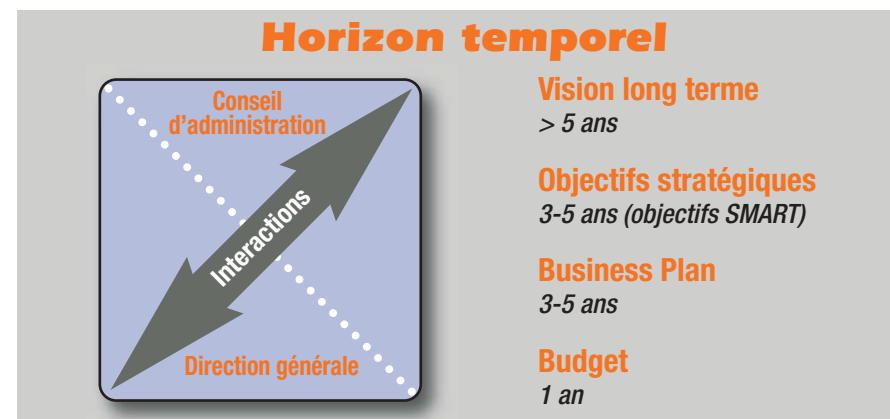 Horizon temporel
Conseil
d'administration
Interactions
Direction générale
Vision long terme
> 5 ans
Objectifs stratégiques
3-5 ans (objectifs SMART)
Business Plan
3-5 ans
Budget
1 an